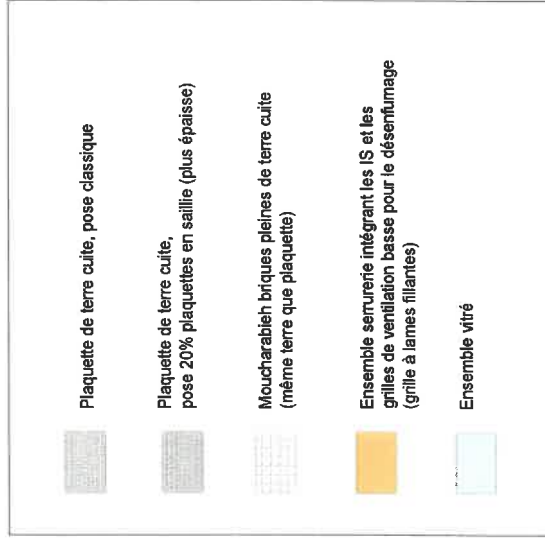 Plaquette de terre cuite, pose classique
Plaquette de terre cuite,
pose 20% plaquettes en saillie (plus épaisse)
Moucharabieh briques pleines de terre cuite
(même terre que plaquette)
Ensemble serrurerie intégrant les IS et les
grilles de ventilation basse pour le désenfumage
(grille à lames fillantes)
Ensemble vitré